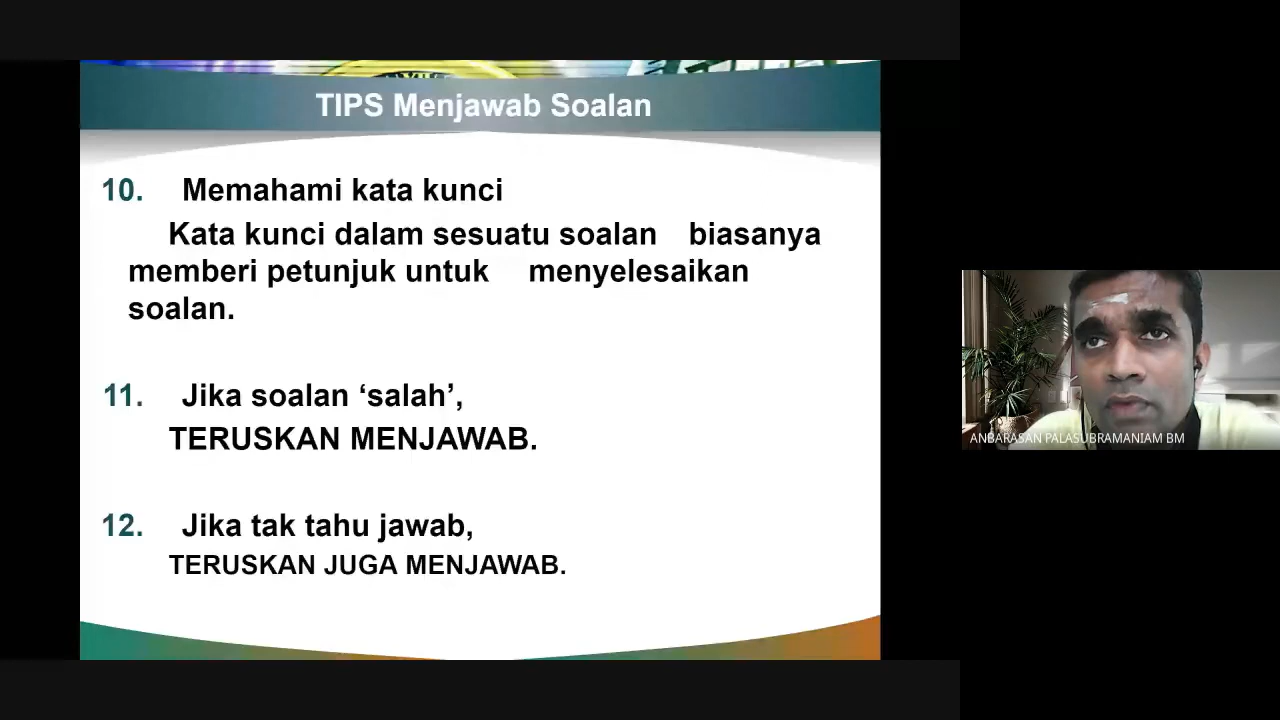 TIPS Menjawab Soalan
10. Memahami kata kunci
Kata kunci dalam sesuatu soalan biasanya
memberi petunjuk untuk menyelesaikan
soalan.
11. Jika soalan ‘salah’,
TERUSKAN MENJAWAB.
12. Jika tak tahu jawab,
TERUSKAN JUGA MENJAWAB.
ANBARASAN PALASUBRAMANIAM BM